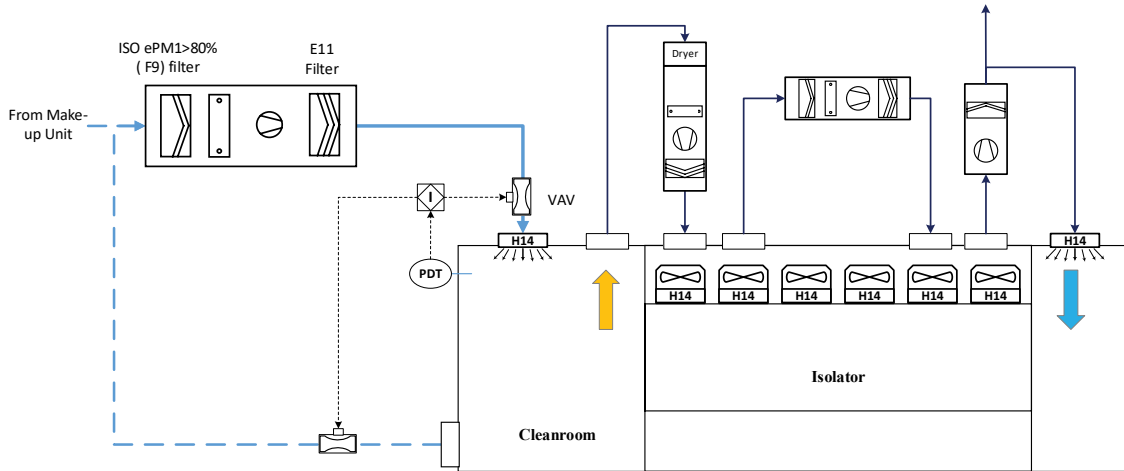 ISO ePM1>80%
( F9) filter
E11
Filter
Dryer
From Make-
up Unit
I
VAV
H14
H14
PDT
H14
H14
H14
H14
H14
H14
Isolator
Cleanroom